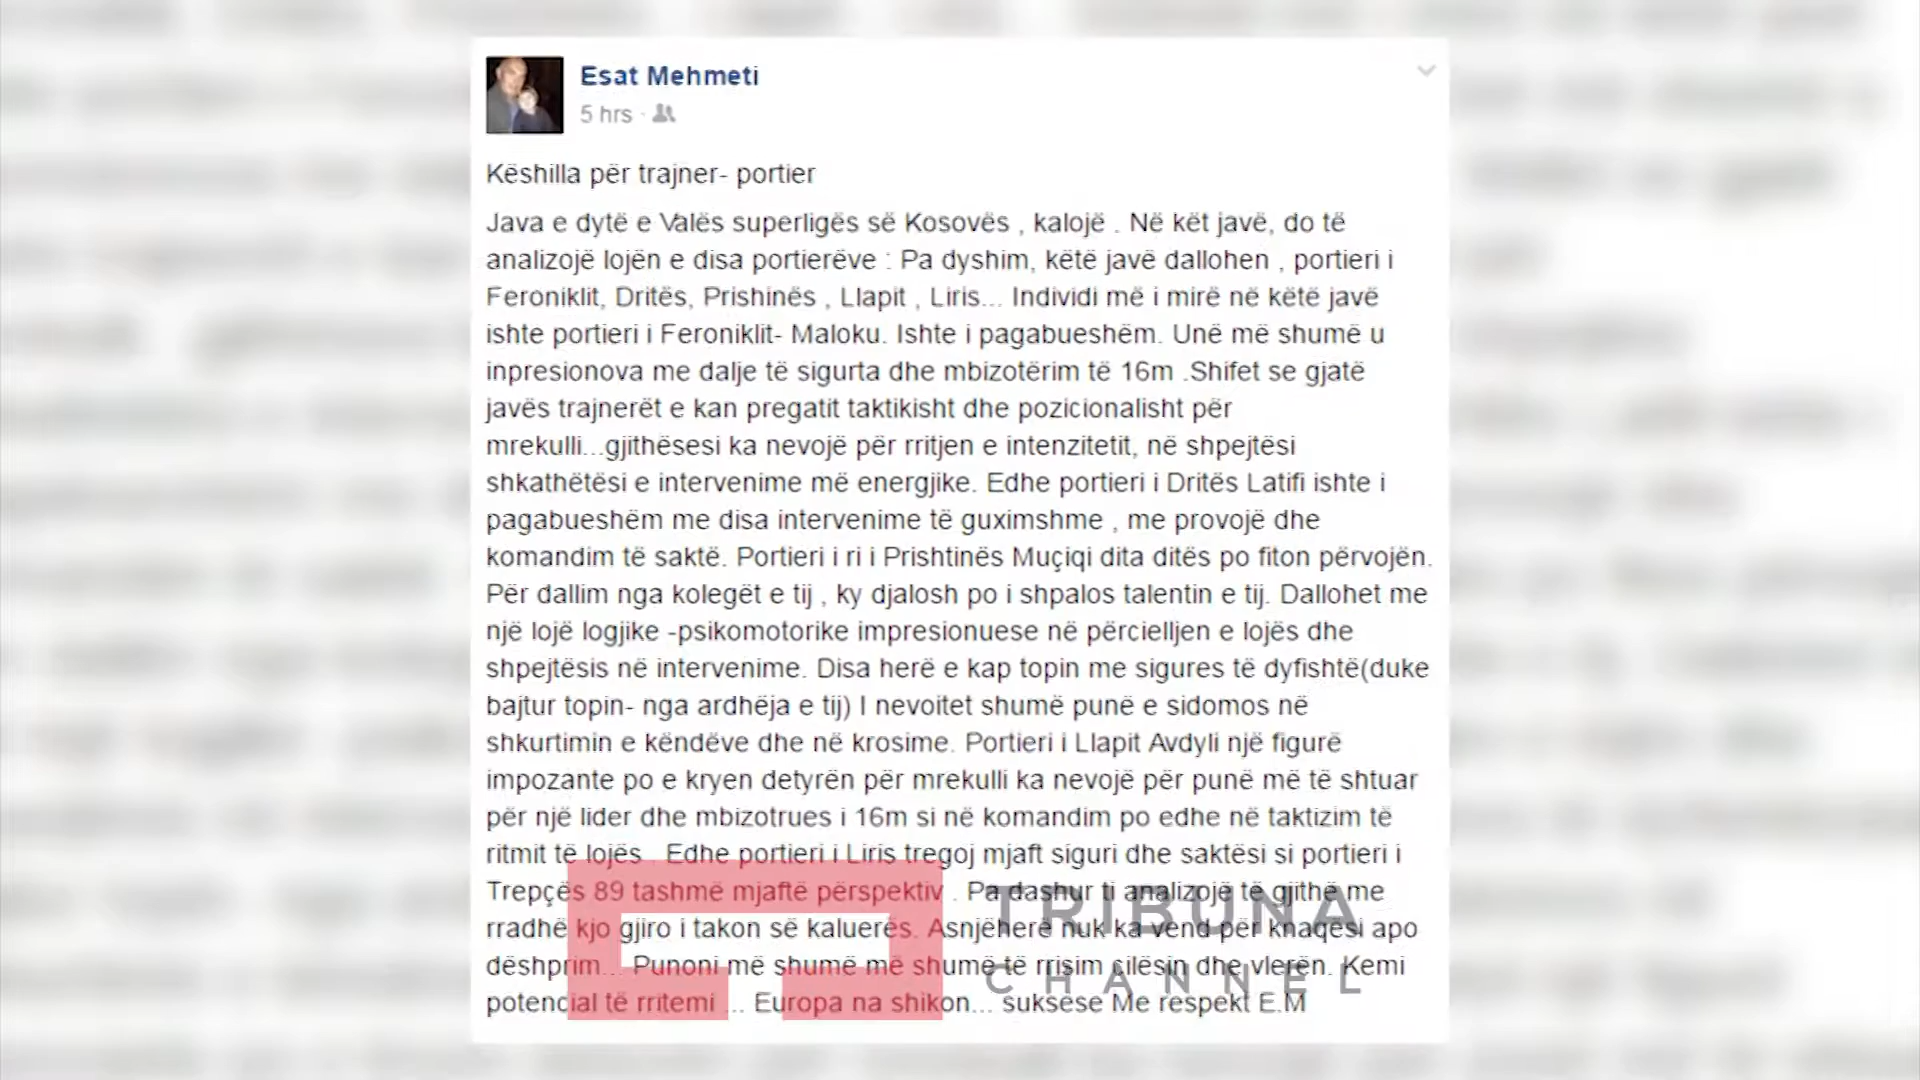 Esat Mehmeti
5 hrs ·
Këshilla për trajner- portier
Java e dytë e Valës superligës së Kosovës , kalojë . Në kët javë, do të
analizojë lojën e disa portierëve : Pa dyshim, këtë javë dallohen , portieri i
Feroniklit, Dritës, Prishinës , Llapit , Liris... Individi më i mirë në këtë javë
ishte portieri i Feroniklit- Maloku. Ishte i pagabueshëm. Unë më shumë u
inpresionova me dalje të sigurta dhe mbizotërim të 16m .Shifet se gjatë
javës trajnerët e kan pregatit taktikisht dhe pozicionalisht për
mrekulli...gjithësesi ka nevojë për rritjen e intenzitetit, në shpejtësi
shkathëtësi e intervenime më energjike. Edhe portieri i Dritës Latifi ishte i
pagabueshëm me disa intervenime të guximshme , me provojë dhe
komandim të saktë. Portieri i ri i Prishtinës Muçiqi dita ditës po fiton përvojën.
Për dallim nga kolegët e tij , ky djalosh po i shpalos talentin e tij. Dallohet me
një lojë logjike -psikomotorike impresionuese në përcielljen e lojës dhe
shpejtësis në intervenime. Disa herë e kap topin me sigures të dyfishtë(duke
bajtur topin- nga ardhëja e tij) I nevoitet shumë punë e sidomos në
shkurtimin e këndëve dhe në krosime. Portieri i Llapit Avdyli një figurë
impozante po e kryen detyrën për mrekulli ka nevojë për punë më të shtuar
për një lider dhe mbizotrues i 16m si në komandim po edhe në taktizim të
ritmit të lojës . Edhe portieri i Liris tregoj mjaft siguri dhe saktësi si portieri i
Trepçës 89 tashmë mjaftë përspektiv . Pa dashur ti analizojë të gjithë me
rradhë kjo gjiro i takon së kaluerës. Asnjëherë nuk ka vend për knaqësi apo
dëshprim... Punoni më shumë më shumë të rrisim cilësin dhe vlerën. Kemi
potencial të rritemi ... Europa na shikon... suksese Me respekt E.M
TRIBUNA
CHANNEL